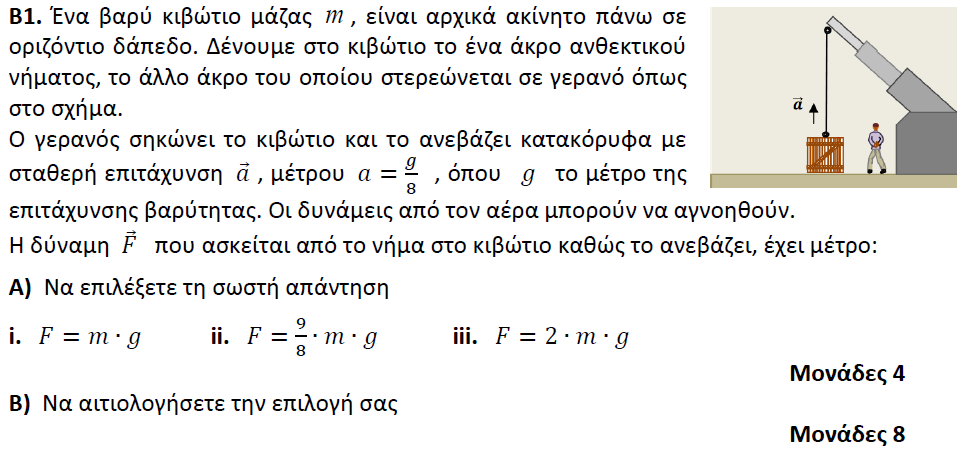 Β1. Ένα βαρύ κιβώτιο μάζας m , είναι αρχικά ακίνητο πάνω σε
οριζόντιο δάπεδο. Δένουμε στο κιβώτιο το ένα άκρο ανθεκτικού
νήματος, το άλλο άκρο του οποίου στερεώνεται σε γερανό όπως
στο σχήμα.
Ο γερανός σηκώνει το κιβώτιο και το ανεβάζει κατακόρυφα με
σταθερή επιτάχυνση a⃗ , μέτρου a = g/8 , όπου g το μέτρο της
επιτάχυνσης βαρύτητας. Οι δυνάμεις από τον αέρα μπορούν να αγνοηθούν.
Η δύναμη F⃗ που ασκείται από το νήμα στο κιβώτιο καθώς το ανεβάζει, έχει μέτρο:
Α) Να επιλέξετε τη σωστή απάντηση
i. F = m · g ii. F = 9/8 · m · g iii. F = 2 · m · g
Μονάδες 4
Β) Να αιτιολογήσετε την επιλογή σας
Μονάδες 8
a⃗